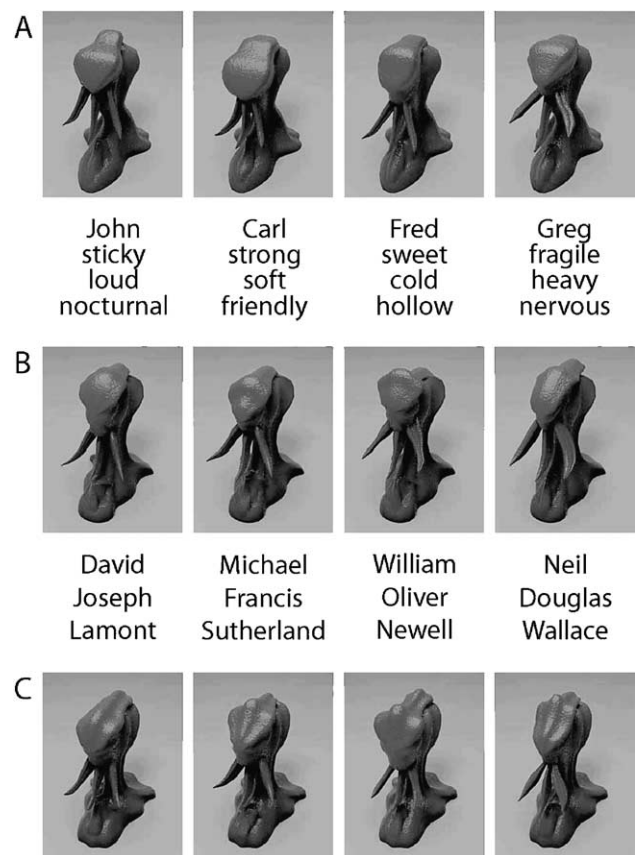 A
John
sticky
loud
nocturnal
Carl
strong
soft
friendly
Fred
sweet
cold
hollow
Greg
fragile
heavy
nervous
B
David
Joseph
Lamont
Michael
Francis
Sutherland
William
Oliver
Newell
Neil
Douglas
Wallace
C